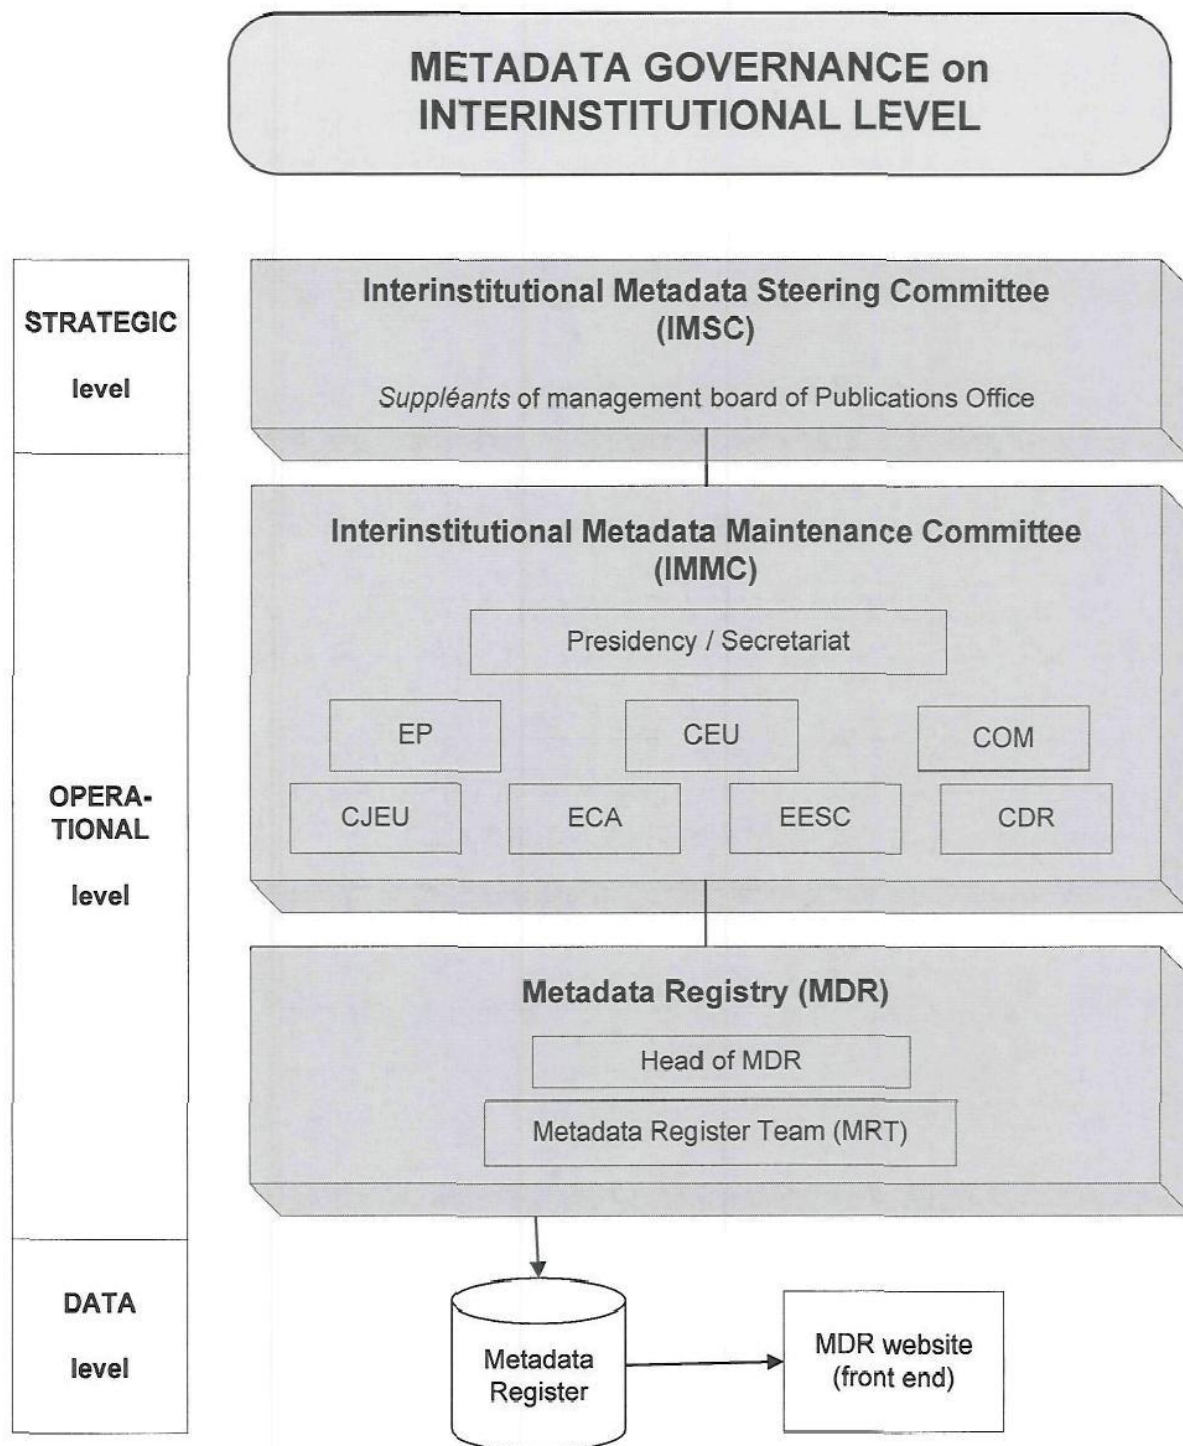 METADATA GOVERNANCE on
INTERINSTITUTIONAL LEVEL
STRATEGIC
level
Interinstitutional Metadata Steering Committee
(IMSC)
Suppléants of management board of Publications Office
OPERA-
TIONAL
level
Interinstitutional Metadata Maintenance Committee
(IMMC)
Presidency / Secretariat
EP
CEU
COM
CJEU
ECA
EESC
CDR
Metadata Registry (MDR)
Head of MDR
Metadata Register Team (MRT)
DATA
level
Metadata
Register
MDR website
(front end)